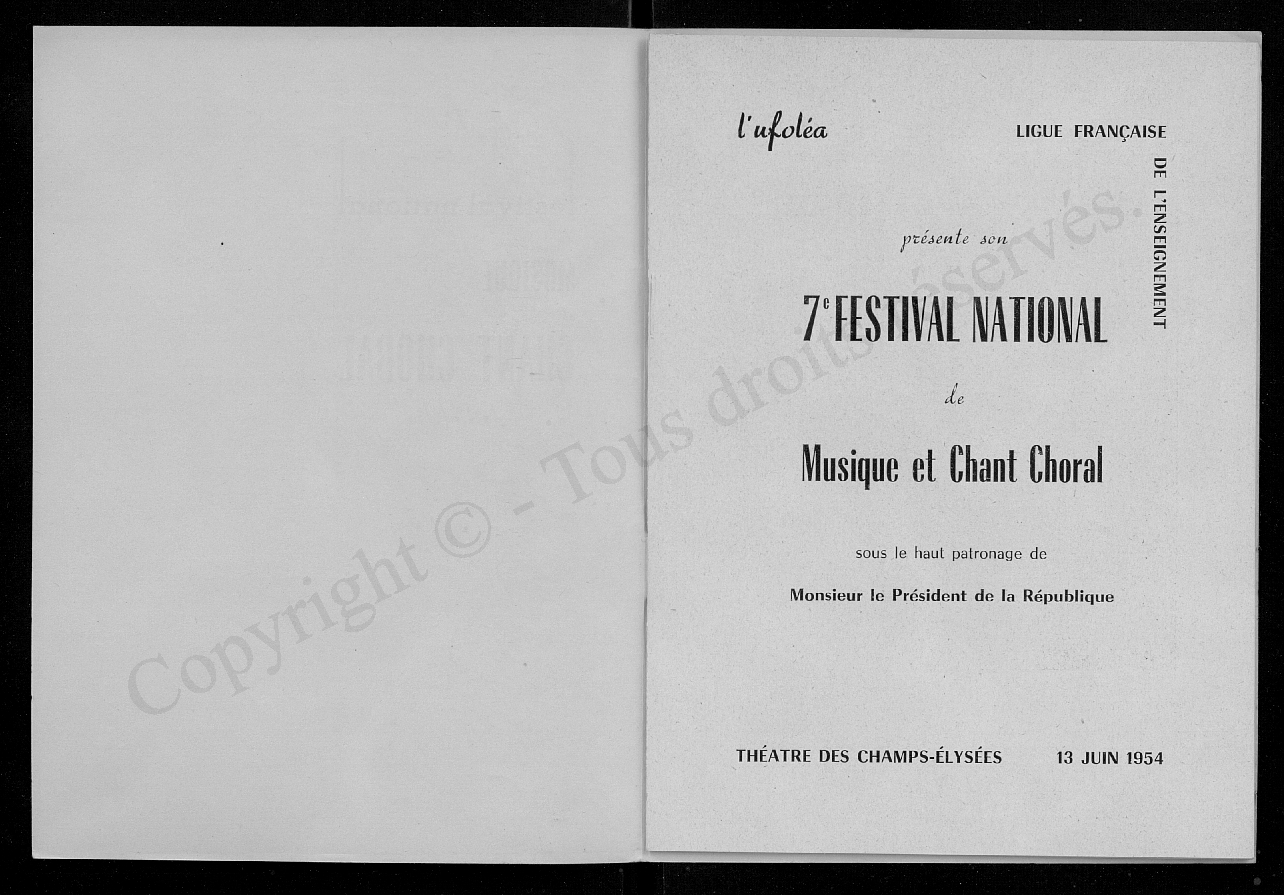 l'ufoléa
LIGUE FRANÇAISE
DE L'ENSEIGNEMENT
présente son
7e FESTIVAL NATIONAL
de
Musique et Chant Choral
sous le haut patronage de
Monsieur le Président de la République
THÉATRE DES CHAMPS-ÉLYSÉES 13 JUIN 1954
Copyright © - Tous droits réservés.